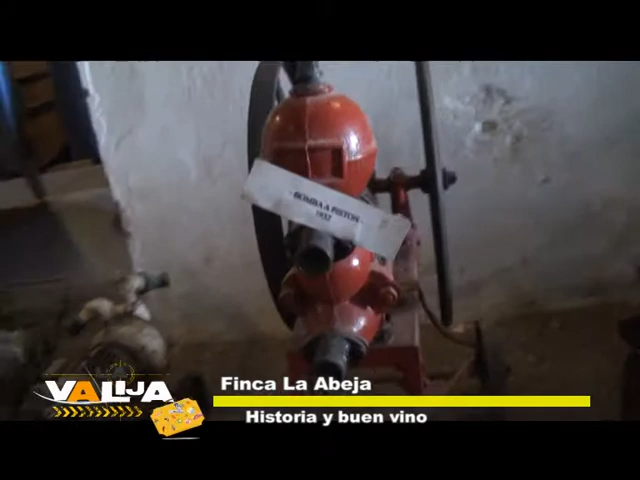 - BOMBA A PISTON -
1937
VALIJA
Finca La Abeja
Historia y buen vino